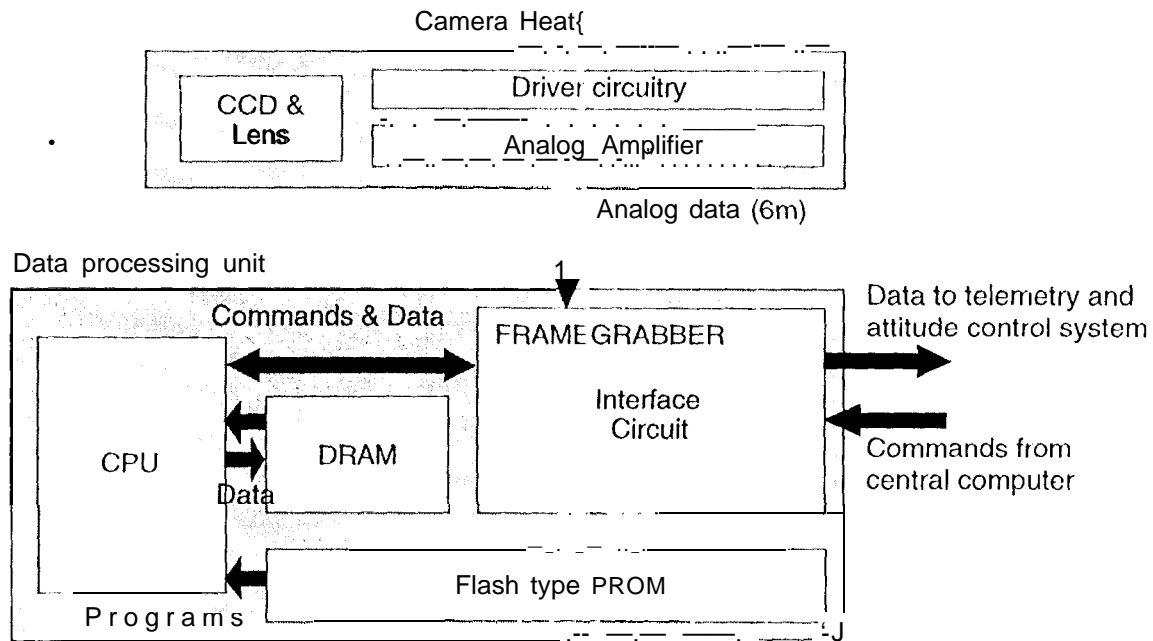 Camera Heat{
CCD &
Lens
Driver circuitry
Analog Amplifier
Analog data (6m)
Data processing unit
1
Commands & Data
FRAME GRABBER
Interface
Circuit
CPU
DRAM
Data
Flash type PROM
Programs
Data to telemetry and
attitude control system
Commands from
central computer